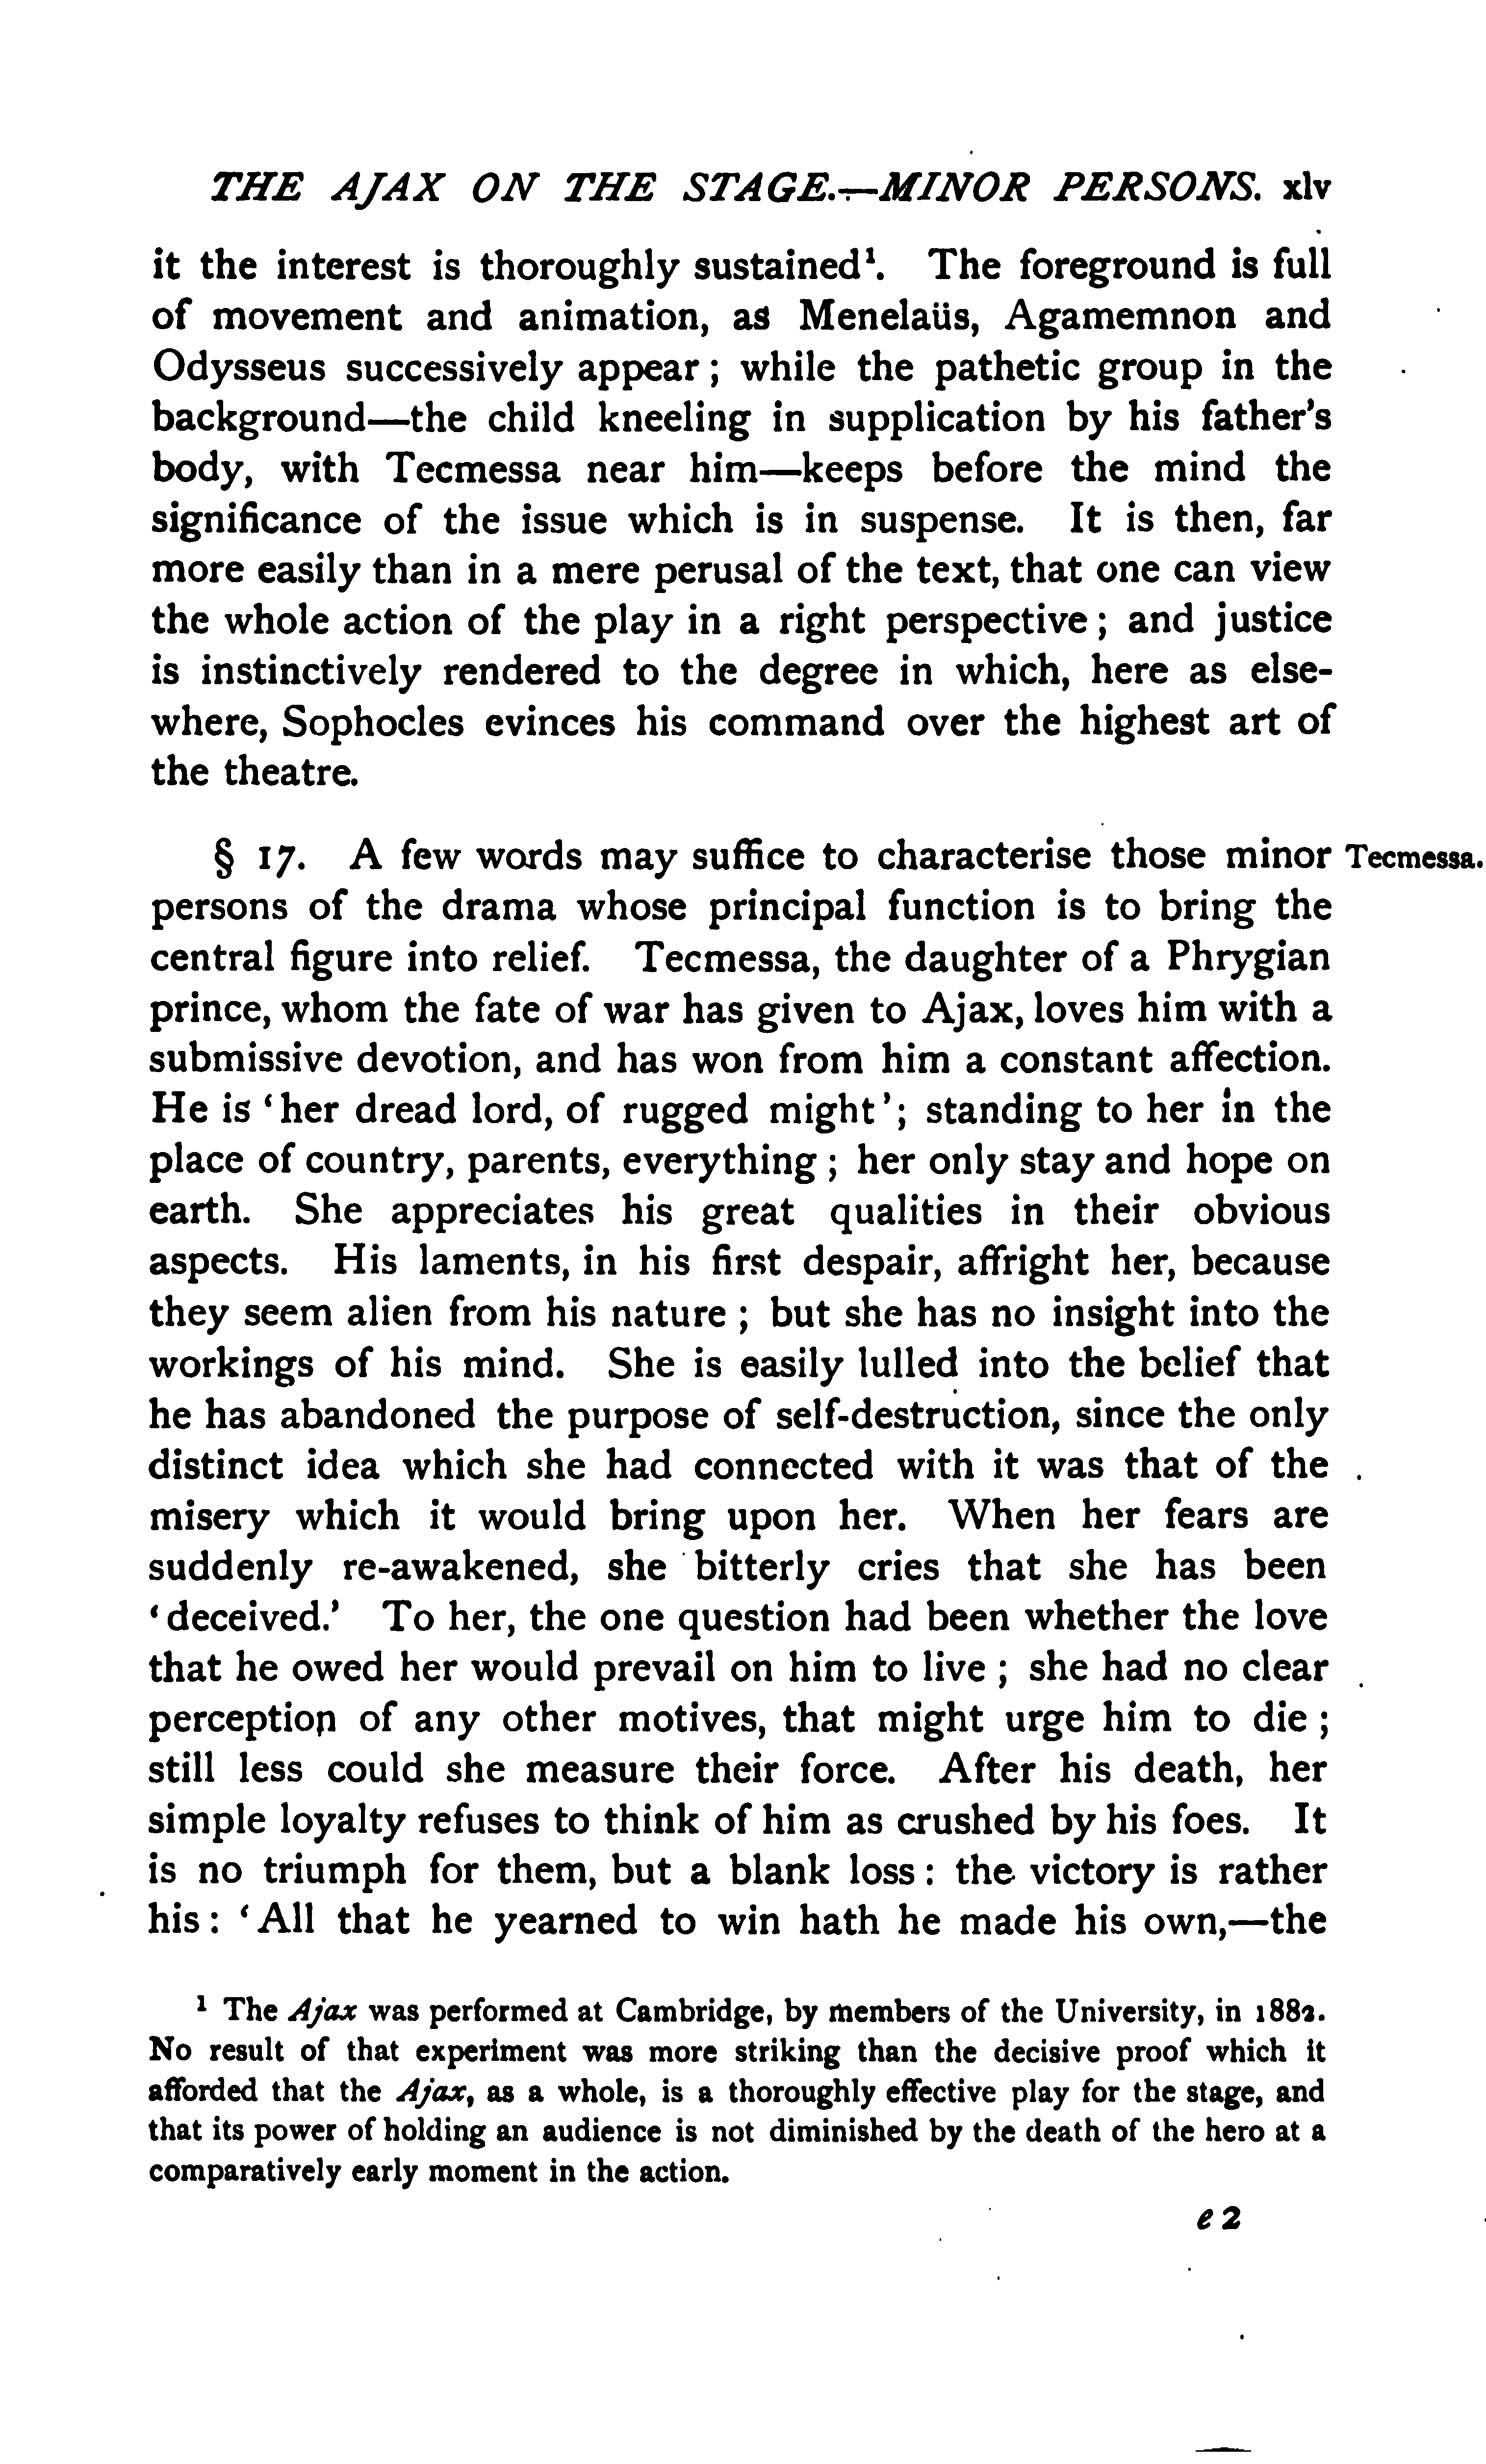 THE AJAX ON THE STAGE.—MINOR PERSONS. xlv
it the interest is thoroughly sustained¹. The foreground is full
of movement and animation, as Menelaüs, Agamemnon and
Odysseus successively appear; while the pathetic group in the
background—the child kneeling in supplication by his father's
body, with Tecmessa near him—keeps before the mind the
significance of the issue which is in suspense. It is then, far
more easily than in a mere perusal of the text, that one can view
the whole action of the play in a right perspective; and justice
is instinctively rendered to the degree in which, here as else-
where, Sophocles evinces his command over the highest art of
the theatre.
§ 17. A few words may suffice to characterise those minor Tecmessa.
persons of the drama whose principal function is to bring the
central figure into relief. Tecmessa, the daughter of a Phrygian
prince, whom the fate of war has given to Ajax, loves him with a
submissive devotion, and has won from him a constant affection.
He is 'her dread lord, of rugged might'; standing to her in the
place of country, parents, everything; her only stay and hope on
earth. She appreciates his great qualities in their obvious
aspects. His laments, in his first despair, affright her, because
they seem alien from his nature; but she has no insight into the
workings of his mind. She is easily lulled into the belief that
he has abandoned the purpose of self-destruction, since the only
distinct idea which she had connected with it was that of the
misery which it would bring upon her. When her fears are
suddenly re-awakened, she bitterly cries that she has been
'deceived.' To her, the one question had been whether the love
that he owed her would prevail on him to live; she had no clear
perception of any other motives, that might urge him to die;
still less could she measure their force. After his death, her
simple loyalty refuses to think of him as crushed by his foes. It
is no triumph for them, but a blank loss: the victory is rather
his: 'All that he yearned to win hath he made his own,—the
¹ The Ajax was performed at Cambridge, by members of the University, in 1882.
No result of that experiment was more striking than the decisive proof which it
afforded that the Ajax, as a whole, is a thoroughly effective play for the stage, and
that its power of holding an audience is not diminished by the death of the hero at a
comparatively early moment in the action.
e 2